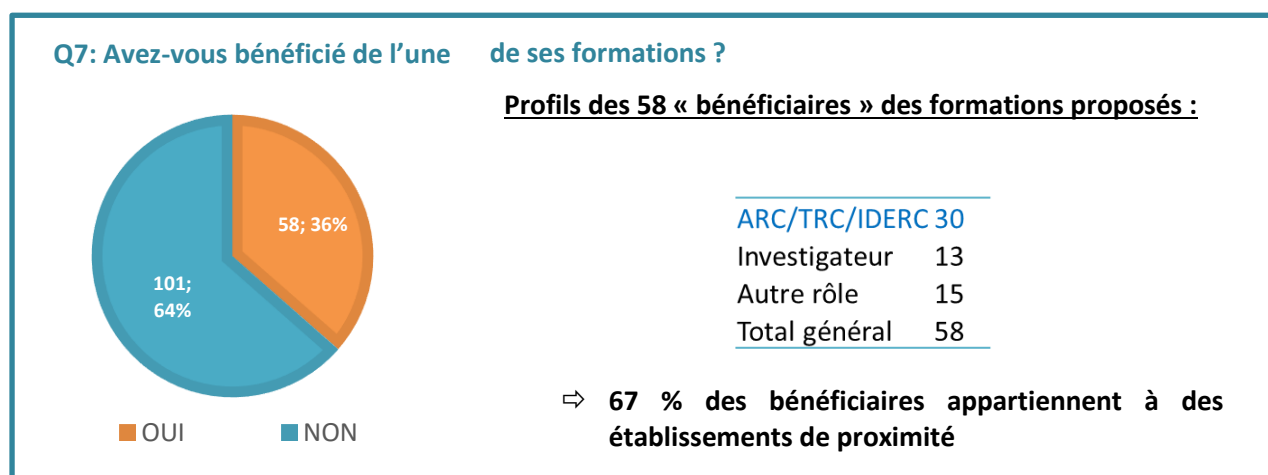 Q7: Avez-vous bénéficié de l’une de ses formations ?
Profils des 58 « bénéficiaires » des formations proposés :
58; 36%
101;
64%
OUI NON
ARC/TRC/IDERC 30
Investigateur 13
Autre rôle 15
Total général 58
⇨ 67 % des bénéficiaires appartiennent à des
établissements de proximité